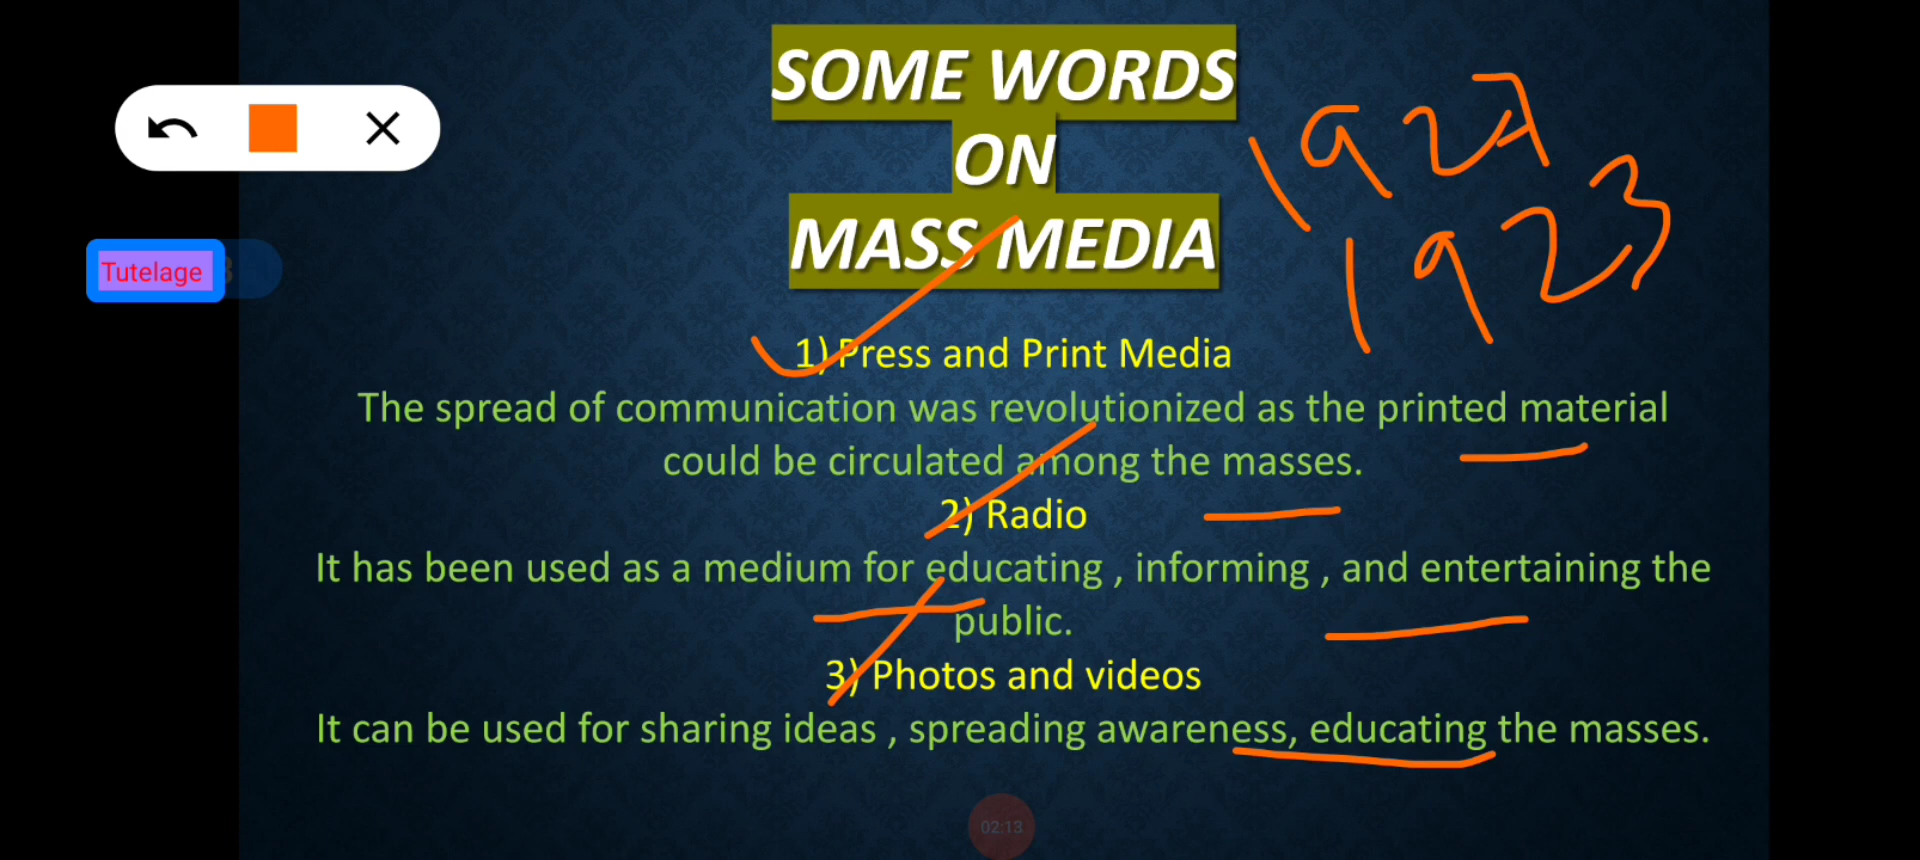 SOME WORDS
ON
MASS MEDIA
1927
1923
Tutelage
1) Press and Print Media
The spread of communication was revolutionized as the printed material
could be circulated among the masses.
2) Radio
It has been used as a medium for educating , informing , and entertaining the
public.
3) Photos and videos
It can be used for sharing ideas , spreading awareness, educating the masses.
02:13